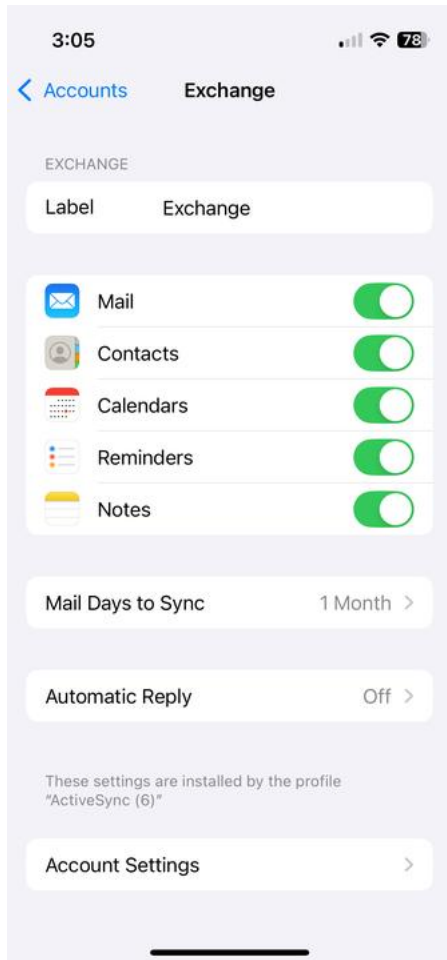 3:05
78
Accounts
Exchange
EXCHANGE
Label Exchange
Mail
Contacts
Calendars
Reminders
Notes
Mail Days to Sync 1 Month
Automatic Reply Off
These settings are installed by the profile
"ActiveSync (6)"
Account Settings